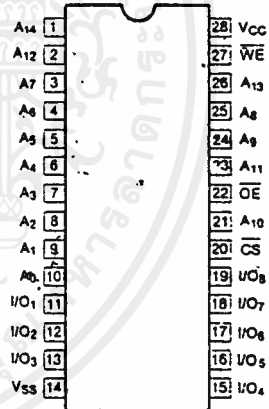 A14 1 28 VCC
A12 2 27 WE
A7 3 26 A13
A6 4 25 A8
A5 5 24 A9
A4 6 23 A11
A3 7 22 OE
A2 8 21 A10
A1 9 20 CS
A0 10 19 I/O8
I/O1 11 18 I/O7
I/O2 12 17 I/O6
I/O3 13 16 I/O5
VSS 14 15 I/O4